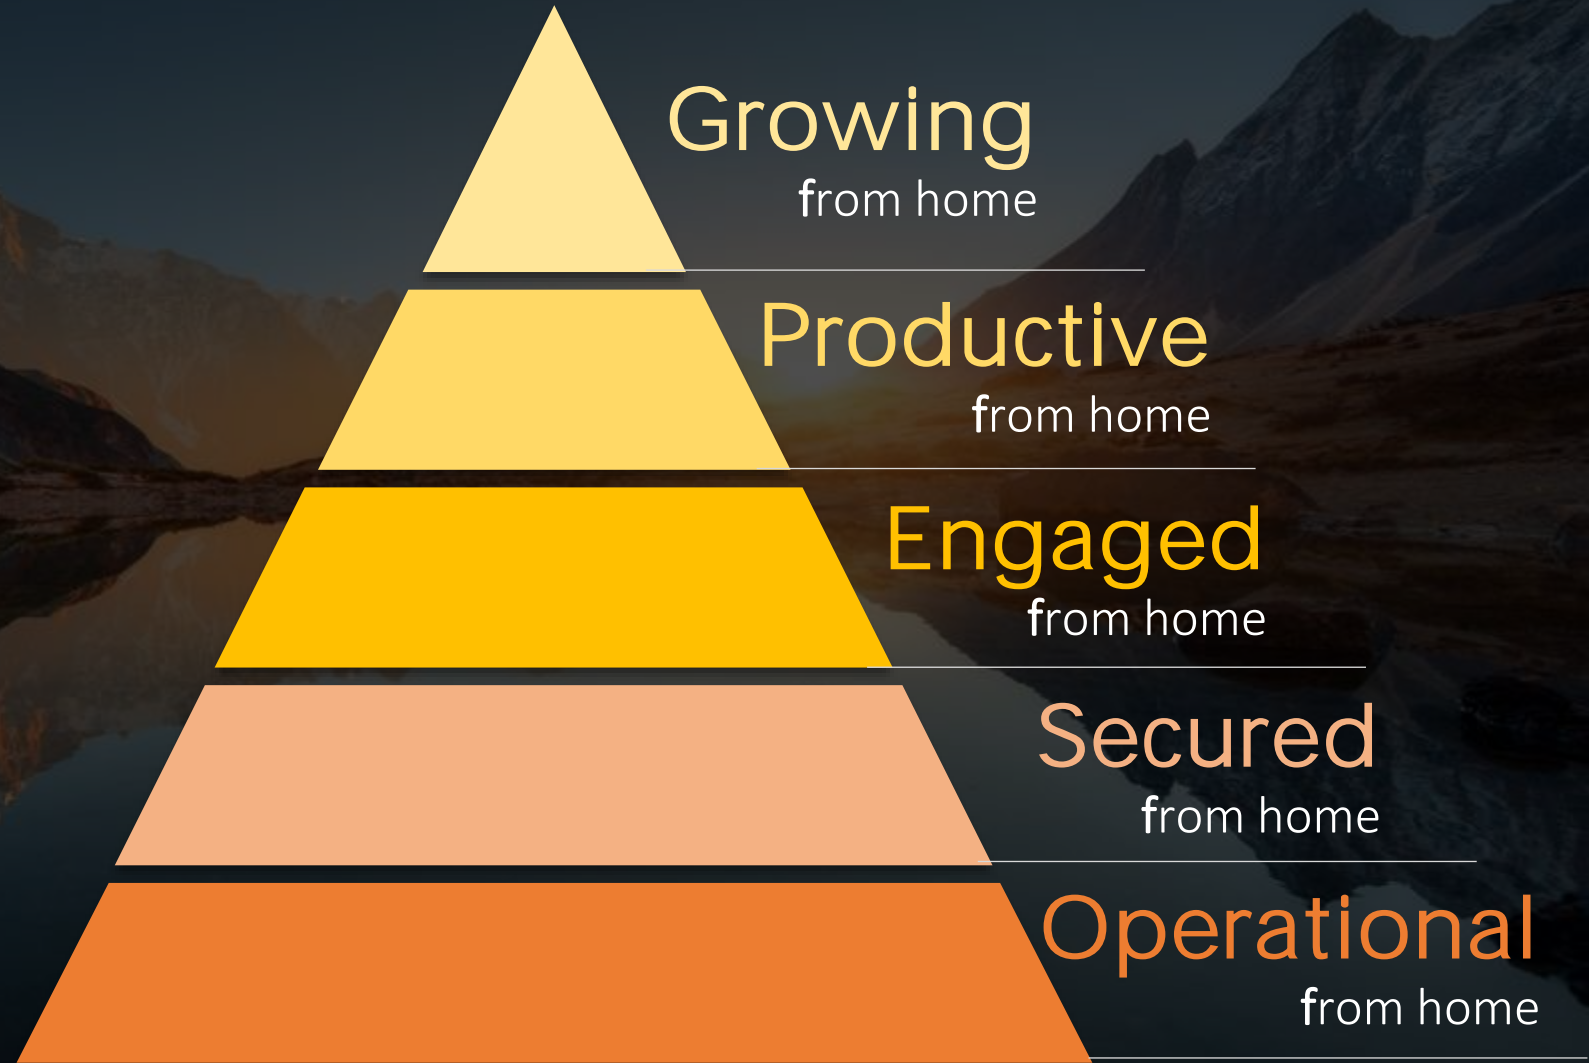 Growing
from home
Productive
from home
Engaged
from home
Secured
from home
Operational
from home